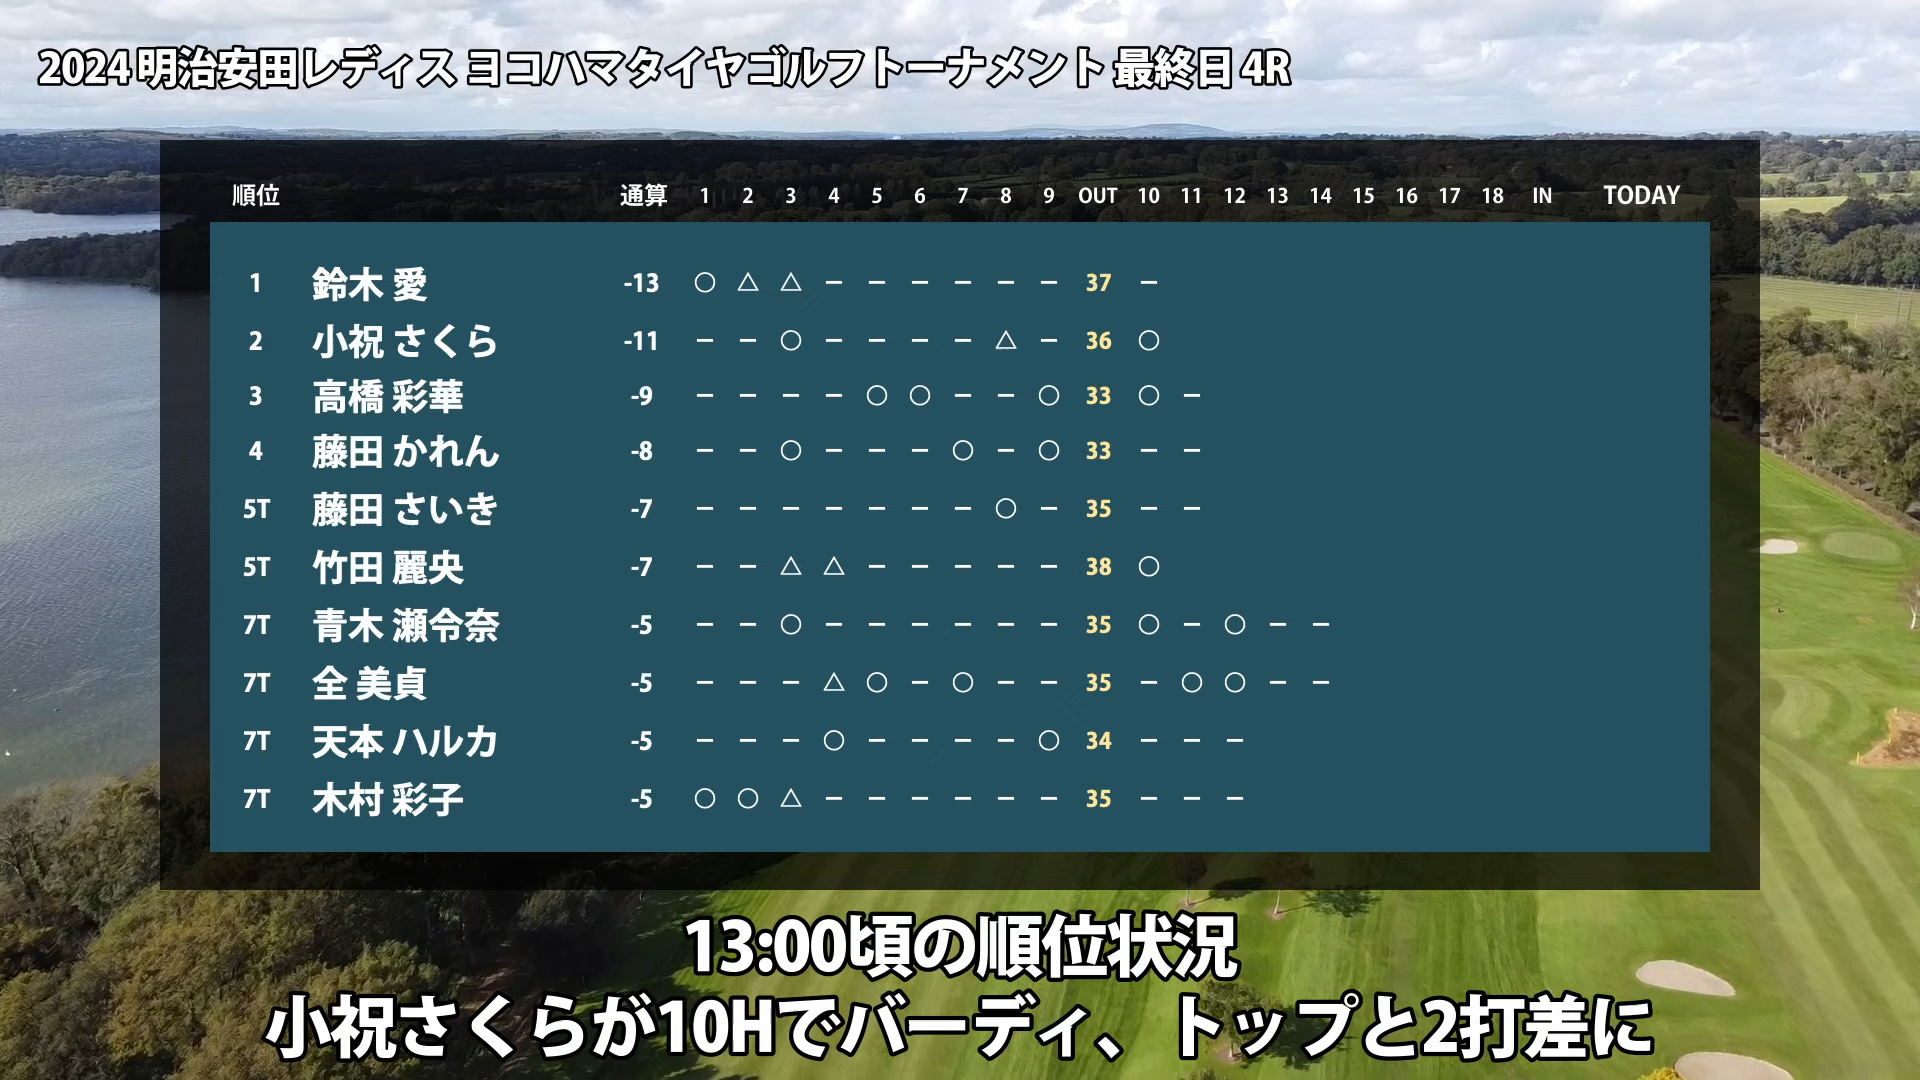 2024 明治安田レディス ヨコハマタイヤゴルフトーナメント 最終日 4R
順位 通算 1 2 3 4 5 6 7 8 9 OUT 10 11 12 13 14 15 16 17 18 IN TODAY
1 鈴木 愛 -13 ○ △ △ － － － － － － 37 －
2 小祝 さくら -11 － － ○ － － － － △ － 36 ○
3 高橋 彩華 -9 － － － － ○ ○ － － ○ 33 ○ －
4 藤田 かれん -8 － － ○ － － － ○ － ○ 33 － －
5T 藤田 さいき -7 － － － － － － － ○ － 35 － －
5T 竹田 麗央 -7 － － △ △ － － － － － 38 ○
7T 青木 瀬令奈 -5 － － ○ － － － － － － 35 ○ － ○ － －
7T 全 美貞 -5 － － － △ ○ － ○ － － 35 － ○ ○ － －
7T 天本 ハルカ -5 － － － ○ － － － － ○ 34 － － －
7T 木村 彩子 -5 ○ ○ △ － － － － － － 35 － － －
13:00頃の順位状況
小祝さくらが10Hでバーディ、トップと2打差に